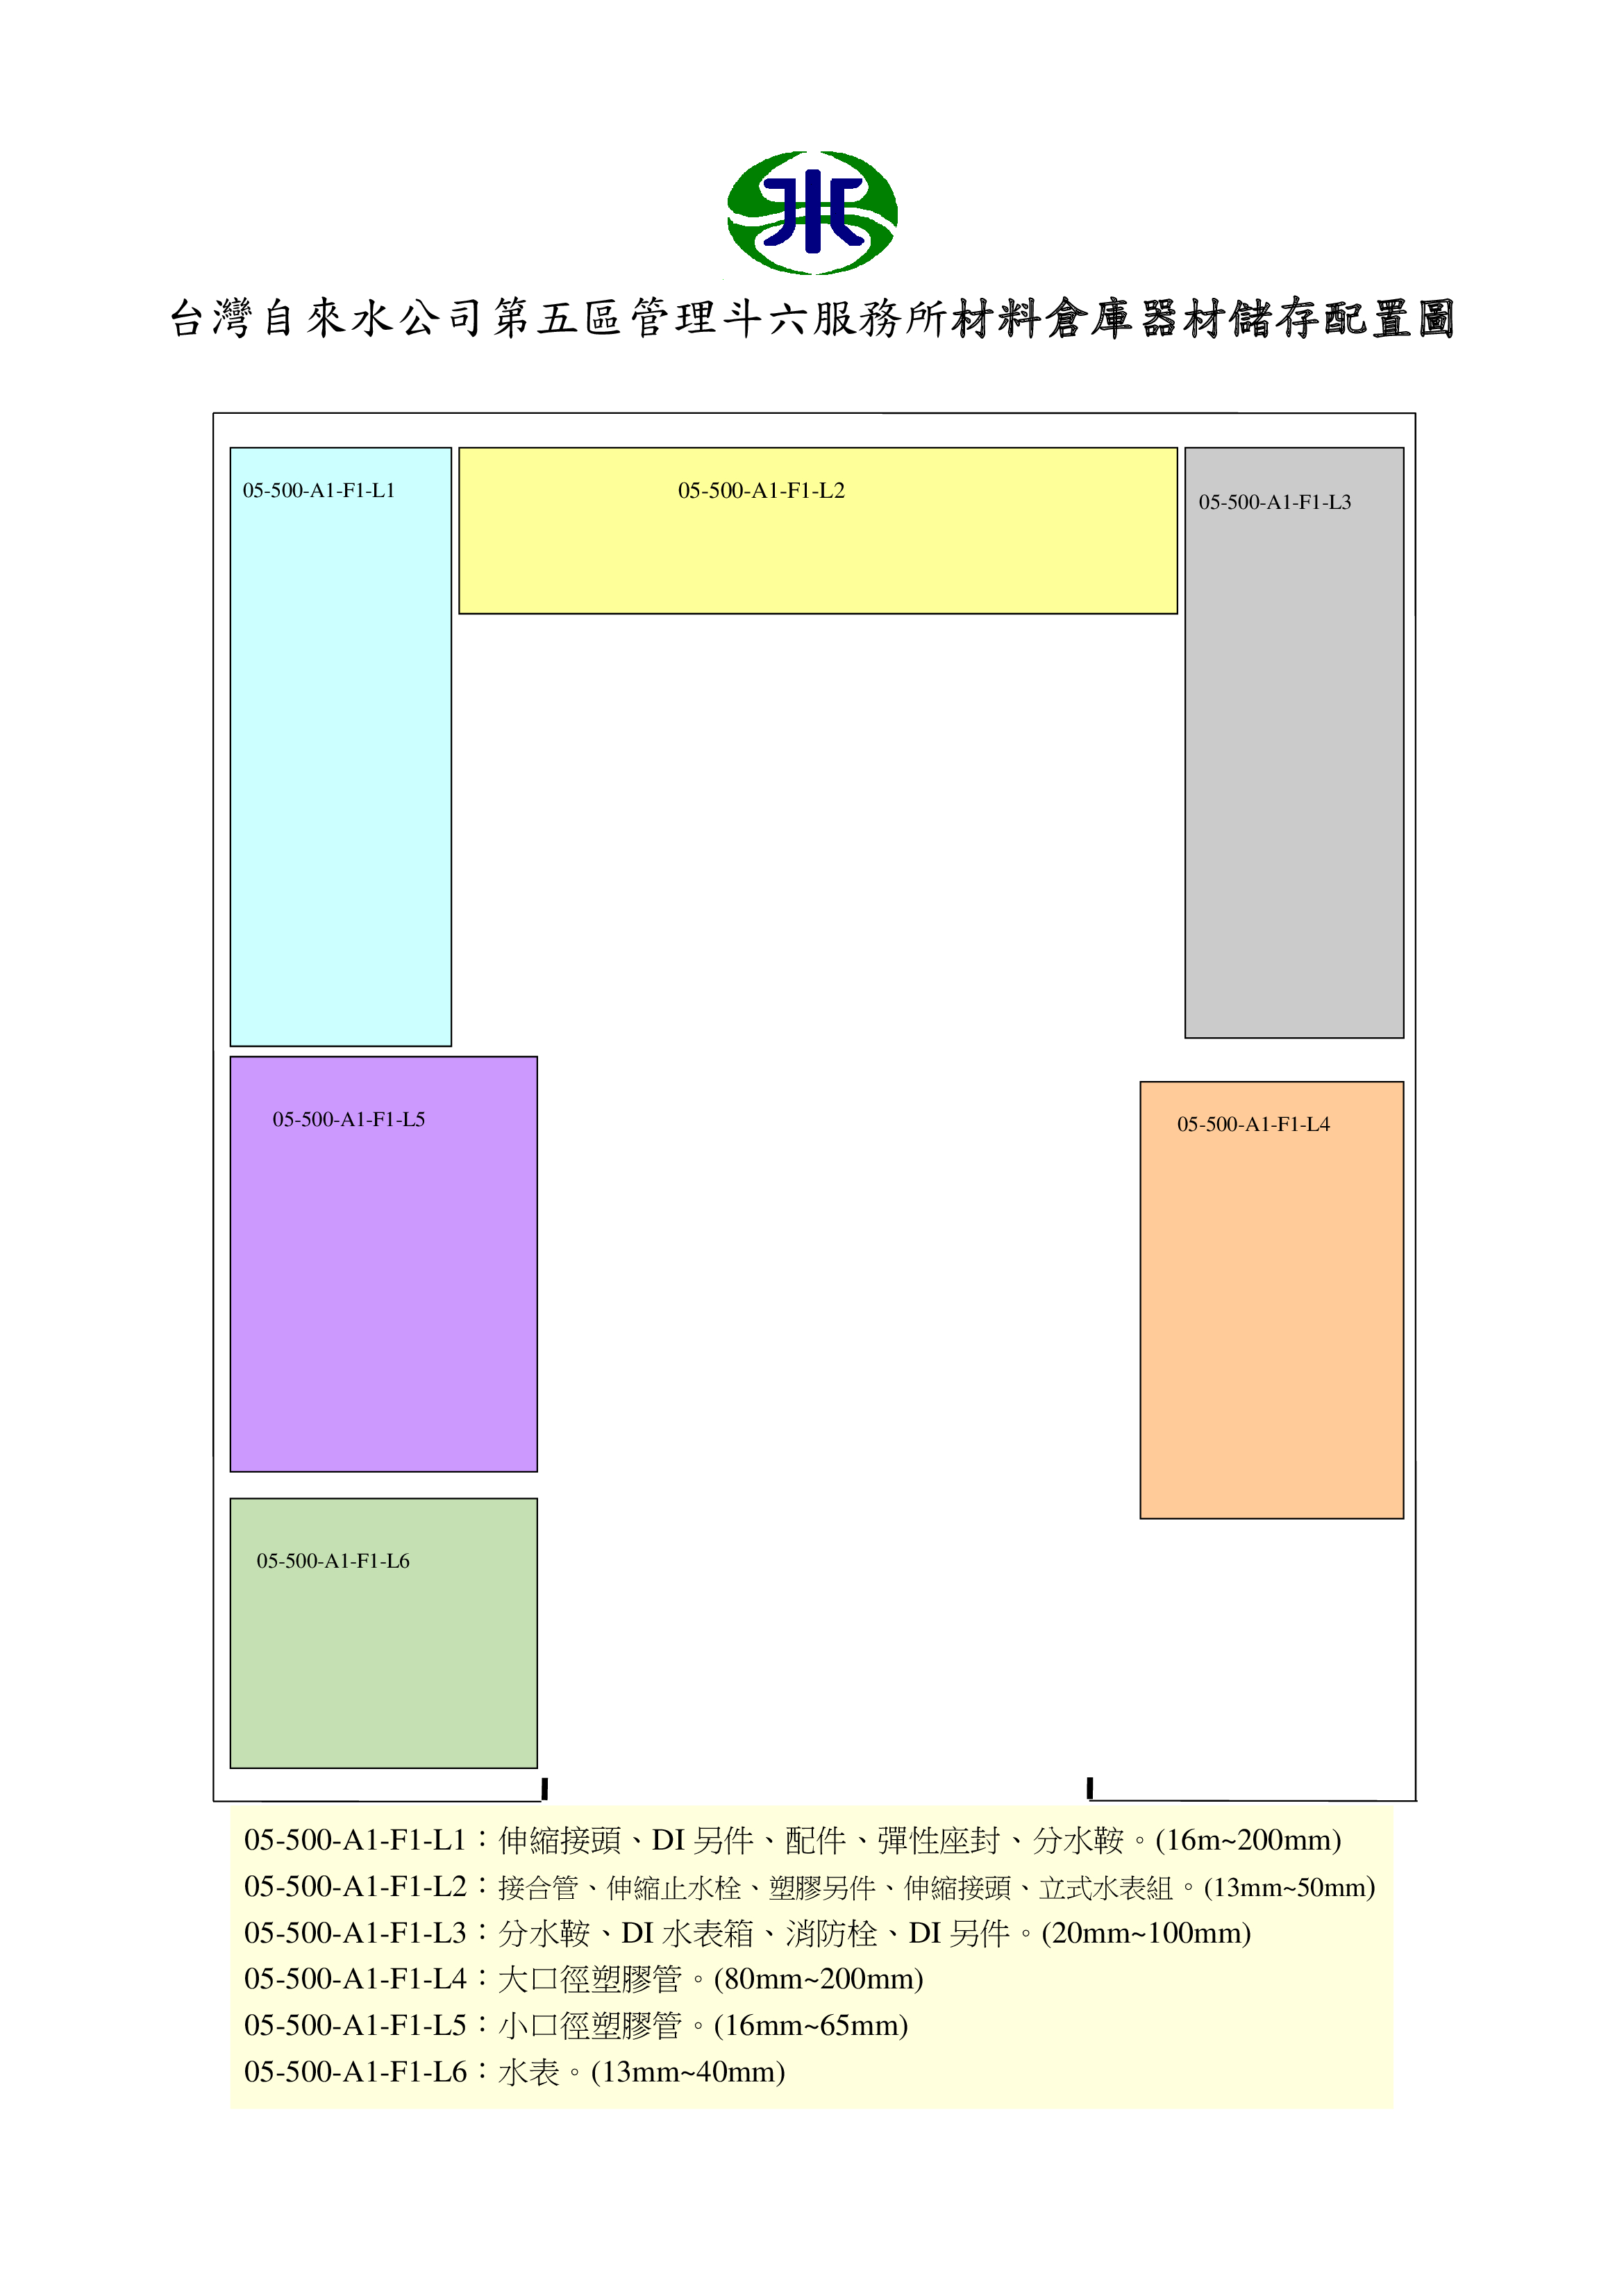 台灣自來水公司第五區管理斗六服務所材料倉庫器材儲存配置圖
05-500-A1-F1-L1
05-500-A1-F1-L2
05-500-A1-F1-L3
05-500-A1-F1-L5
05-500-A1-F1-L4
05-500-A1-F1-L6
05-500-A1-F1-L1：伸縮接頭、DI 另件、配件、彈性座封、分水鞍。(16m~200mm)
05-500-A1-F1-L2：接合管、伸縮止水栓、塑膠另件、伸縮接頭、立式水表組。(13mm~50mm)
05-500-A1-F1-L3：分水鞍、DI 水表箱、消防栓、DI 另件。(20mm~100mm)
05-500-A1-F1-L4：大口徑塑膠管。(80mm~200mm)
05-500-A1-F1-L5：小口徑塑膠管。(16mm~65mm)
05-500-A1-F1-L6：水表。(13mm~40mm)